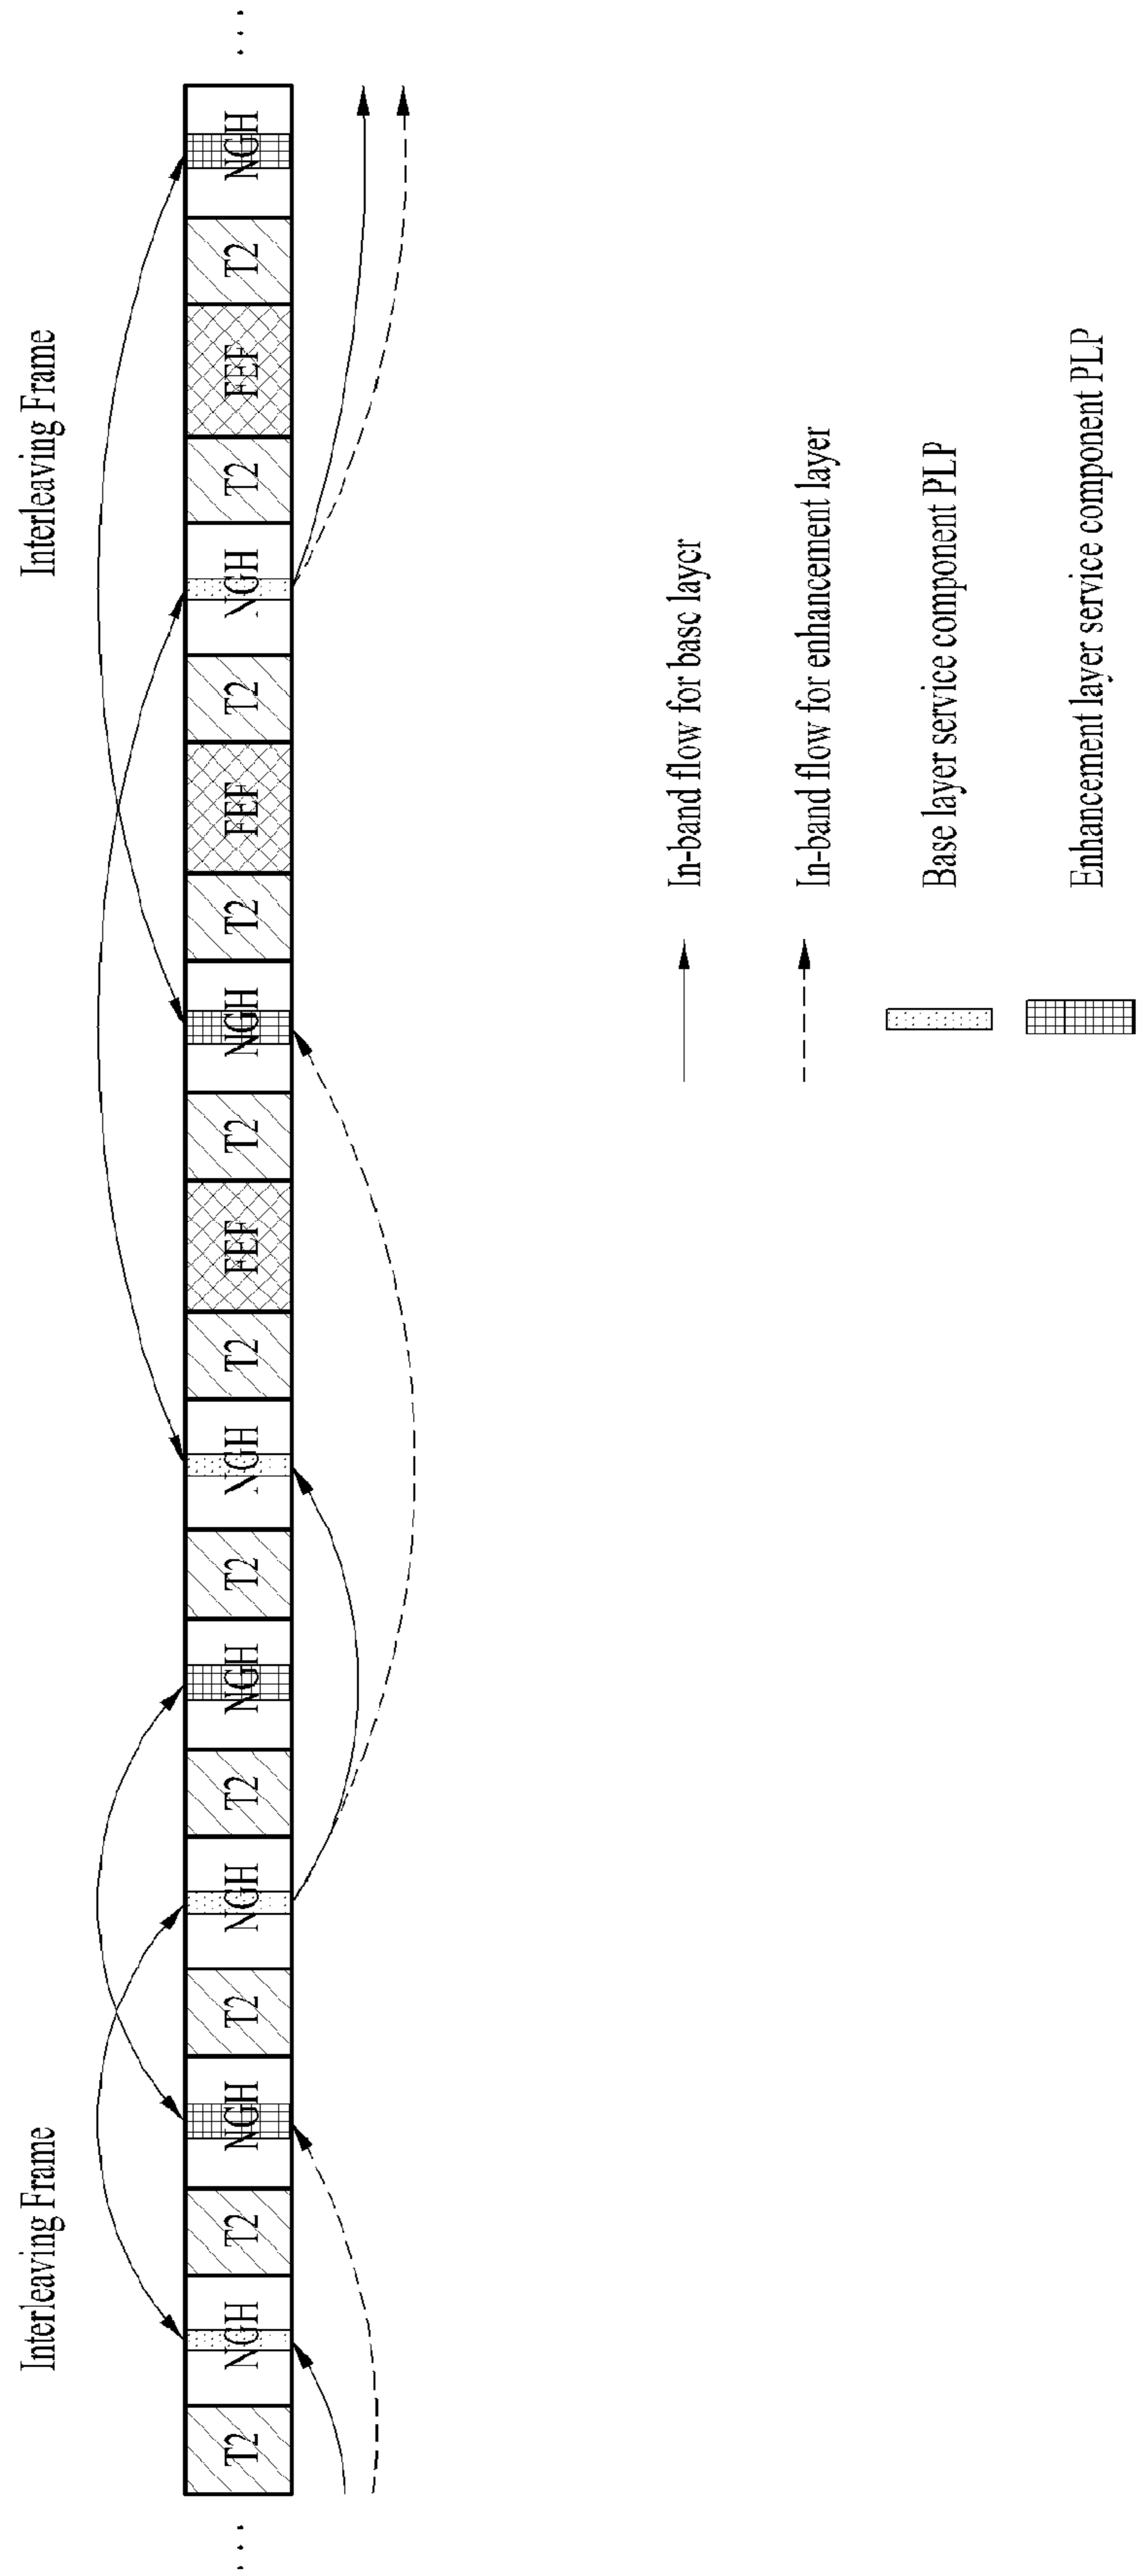 Interleaving Frame
Interleaving Frame
... T2 NGH T2 NGH T2 NGH T2 NGH T2 NGH T2 FEF T2 NGH T2 FEF T2 NGH T2 FEF T2 NGH ...
In-band flow for base layer
In-band flow for enhancement layer
Base layer service component PLP
Enhancement layer service component PLP